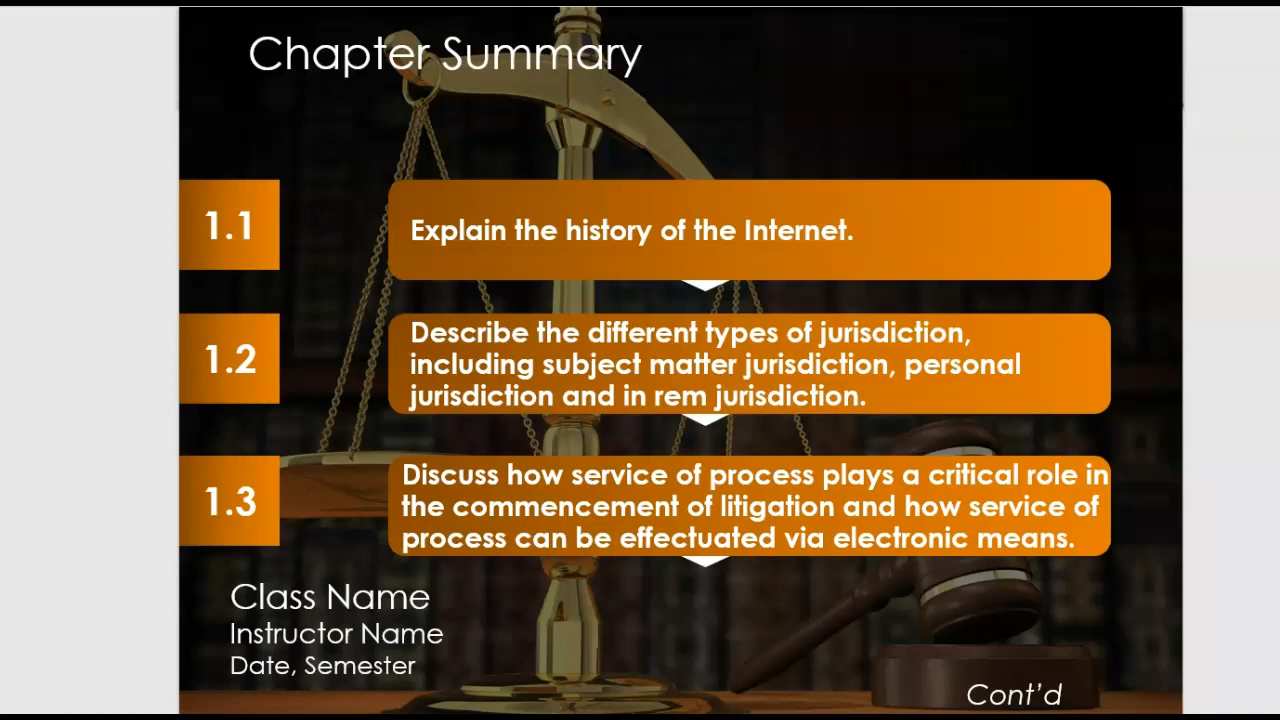 Chapter Summary
1.1
Explain the history of the Internet.
1.2
Describe the different types of jurisdiction,
including subject matter jurisdiction, personal
jurisdiction and in rem jurisdiction.
1.3
Discuss how service of process plays a critical role in
the commencement of litigation and how service of
process can be effectuated via electronic means.
Class Name
Instructor Name
Date, Semester
Cont'd